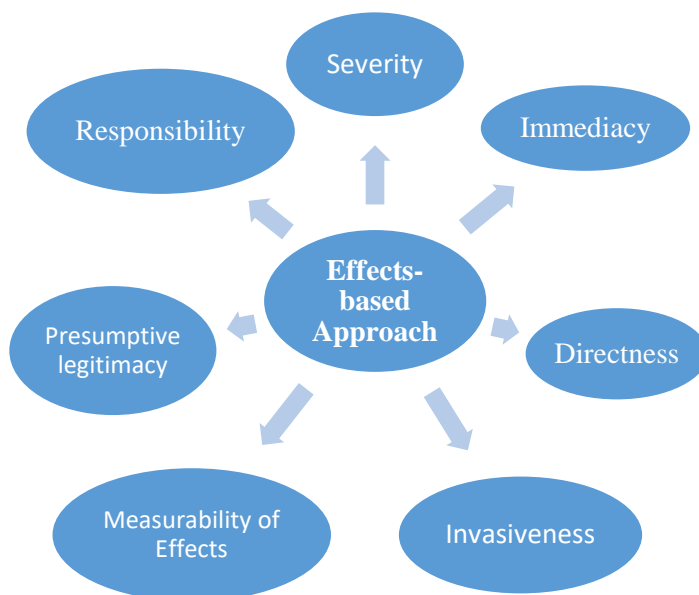 Severity
Responsibility
Immediacy
Effects-
based
Approach
Presumptive
legitimacy
Directness
Measurability of
Effects
Invasiveness